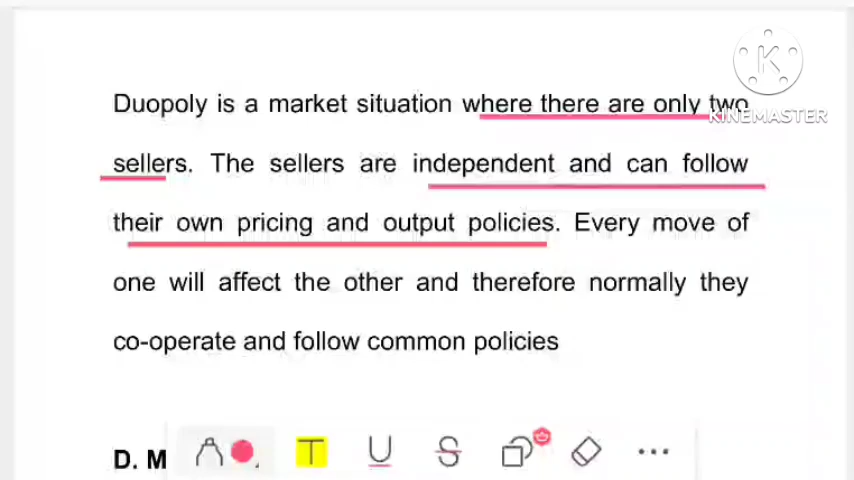 KINEMASTER
Duopoly is a market situation where there are only two
sellers. The sellers are independent and can follow
their own pricing and output policies. Every move of
one will affect the other and therefore normally they
co-operate and follow common policies
D. M